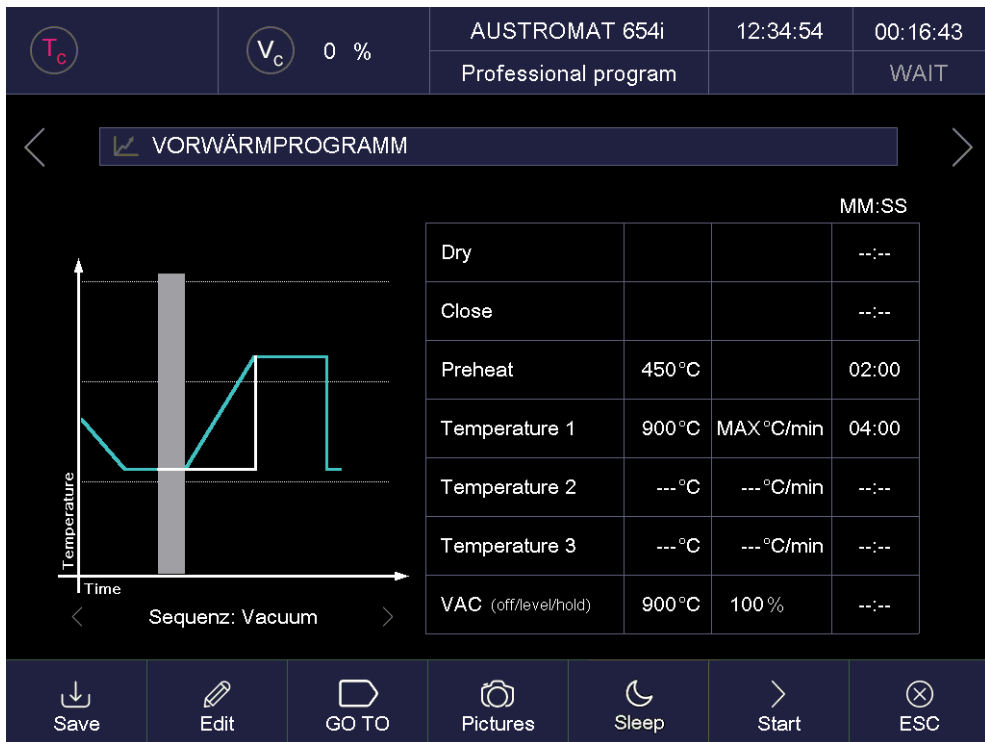 Tc
Vc 0 %
AUSTROMAT 654i 12:34:54 00:16:43
Professional program WAIT
VORWÄRMPROGRAMM
MM:SS
Dry --:--
Close --:--
Preheat 450°C 02:00
Temperature 1 900°C MAX°C/min 04:00
Temperature 2 ---°C ---°C/min --:--
Temperature 3 ---°C ---°C/min --:--
VAC (off/level/hold) 900°C 100% --:--
Temperature
Time
Sequenz: Vacuum
Save Edit GO TO Pictures Sleep Start ESC